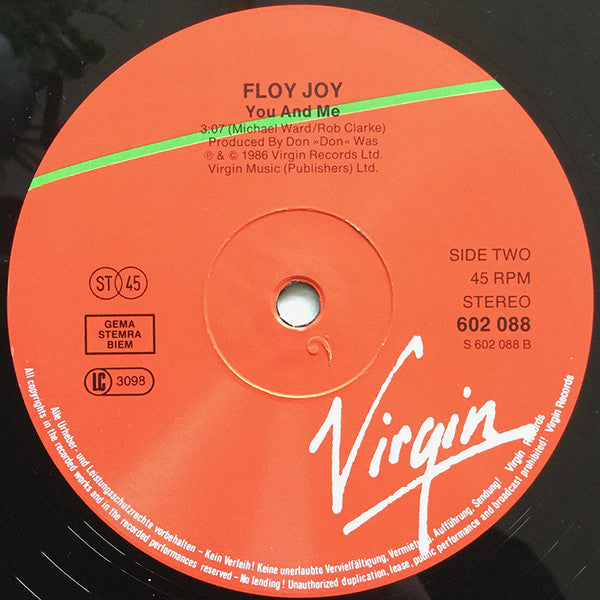 FLOY JOY
You And Me
3:07 (Michael Ward/Rob Clarke)
Produced By Don »Don« Was
℗ & © 1986 Virgin Records Ltd.
Virgin Music (Publishers) Ltd.
SIDE TWO
45 RPM
STEREO
602 088
S 602 088 B
ST 45
GEMA
STEMRA
BIEM
LC 3098
Virgin
Alle Urheber- und Leistungsschutzrechte vorbehalten - Kein Verleih! Keine unerlaubte Vervielfältigung, Vermietung, Aufführung, Sendung! Virgin Records
All copyrights in the recorded works and in the recorded performances reserved - No lending! Unauthorized duplication, lease, public performance and broadcast prohibited! Virgin Records